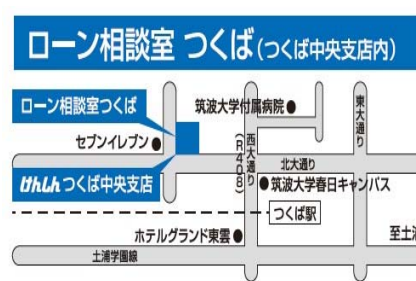 ローン相談室 つくば(つくば中央支店内)
ローン相談室つくば
筑波大学付属病院
東大通り
セブンイレブン
西大通り
(R408)
北大通り
けんしん つくば中央支店
筑波大学春日キャンパス
つくば駅
ホテルグランド東雲
至土浦
土浦学園線